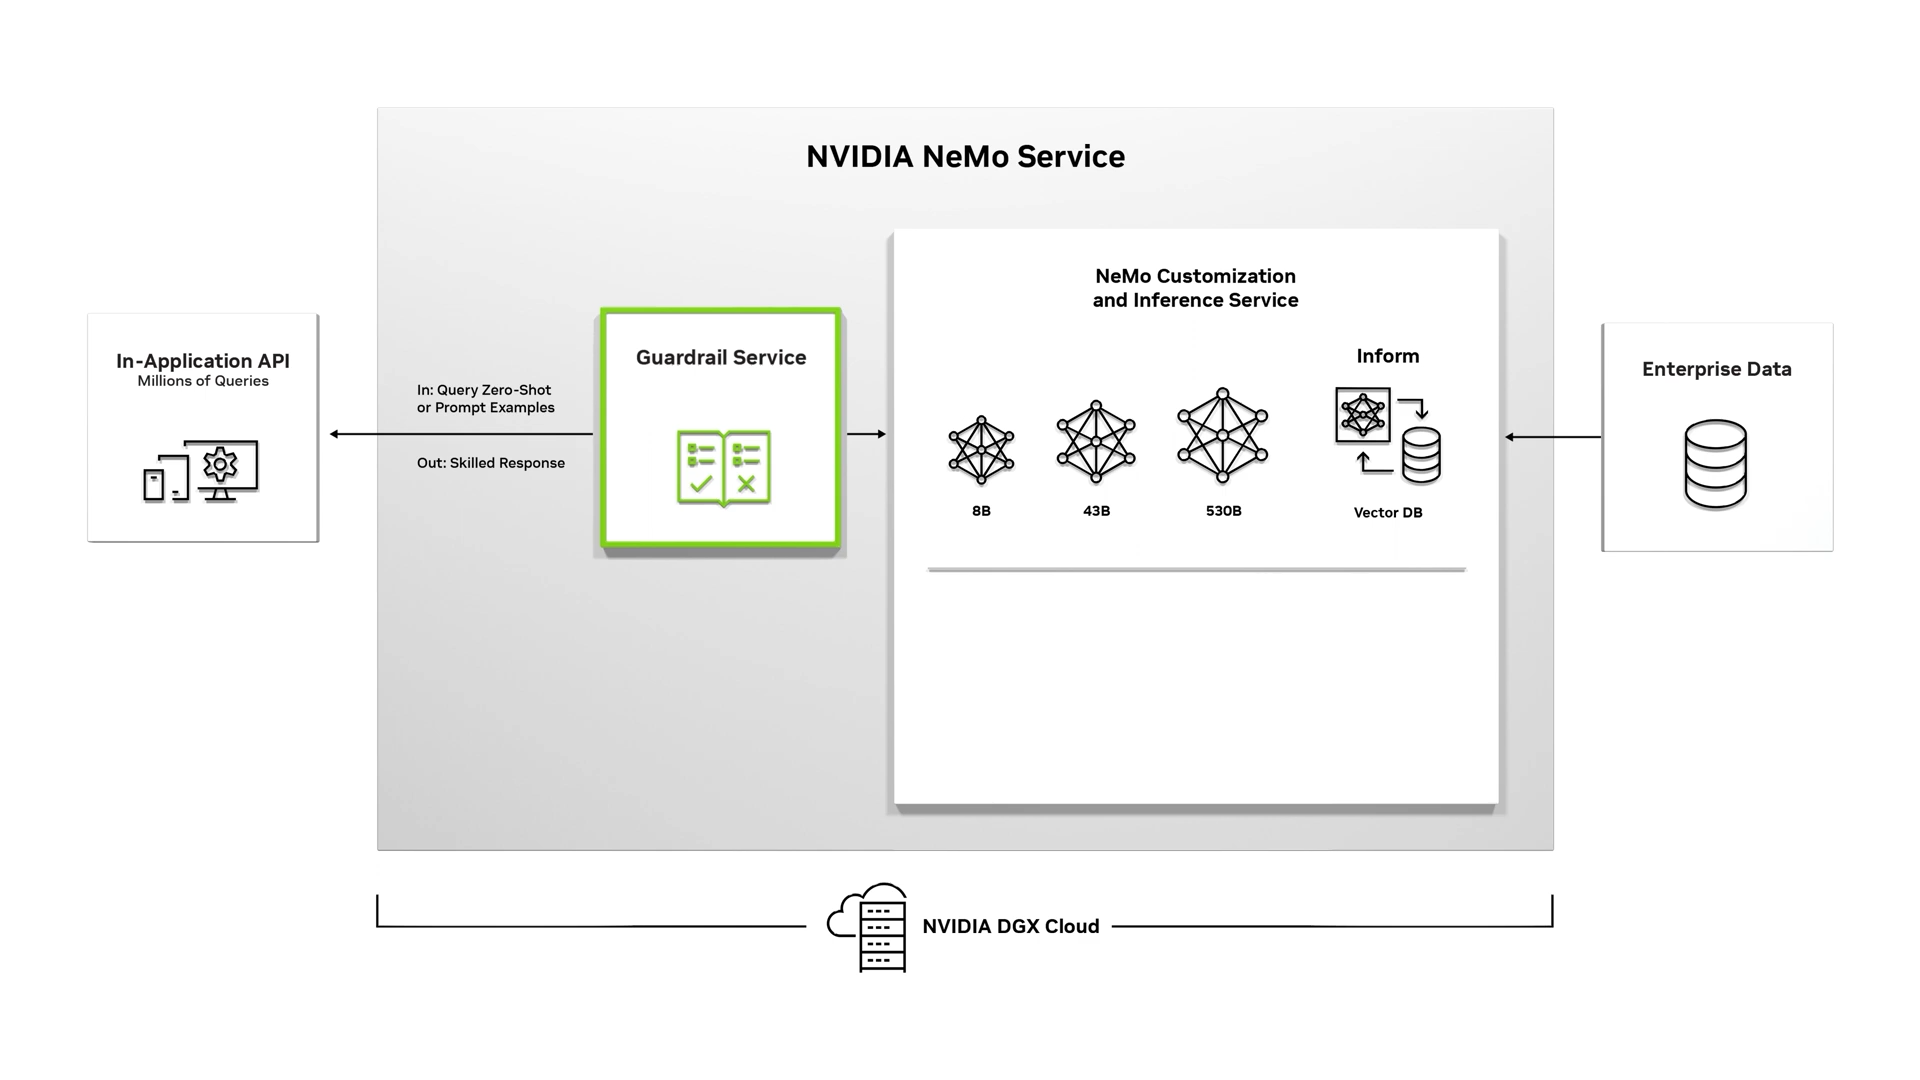 NVIDIA NeMo Service
In-Application API
Millions of Queries
In: Query Zero-Shot
or Prompt Examples
Out: Skilled Response
Guardrail Service
NeMo Customization
and Inference Service
8B
43B
530B
Inform
Vector DB
Enterprise Data
NVIDIA DGX Cloud